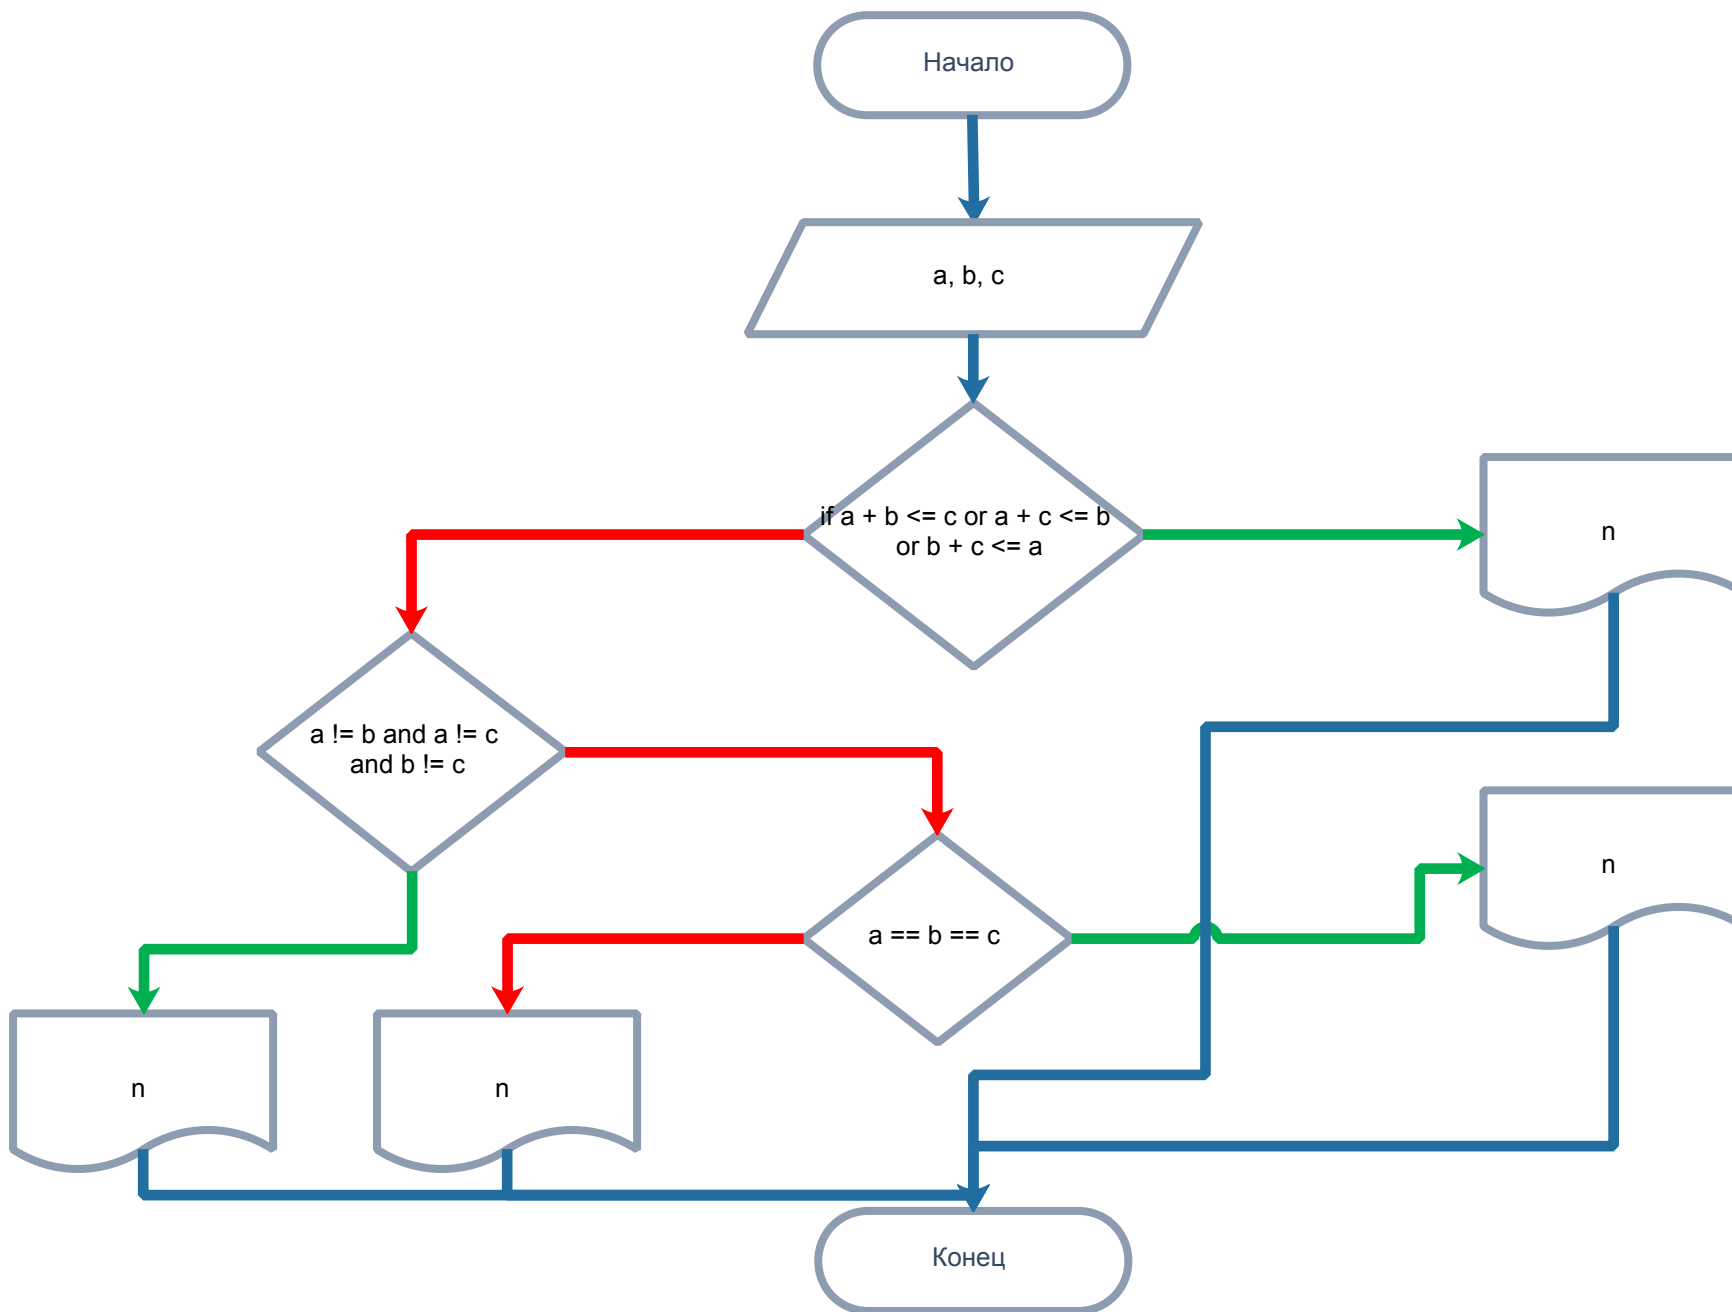 Начало
a, b, c
if a + b <= c or a + c <= b
or b + c <= a
n
a != b and a != c
and b != c
n
a == b == c
n
n
Конец